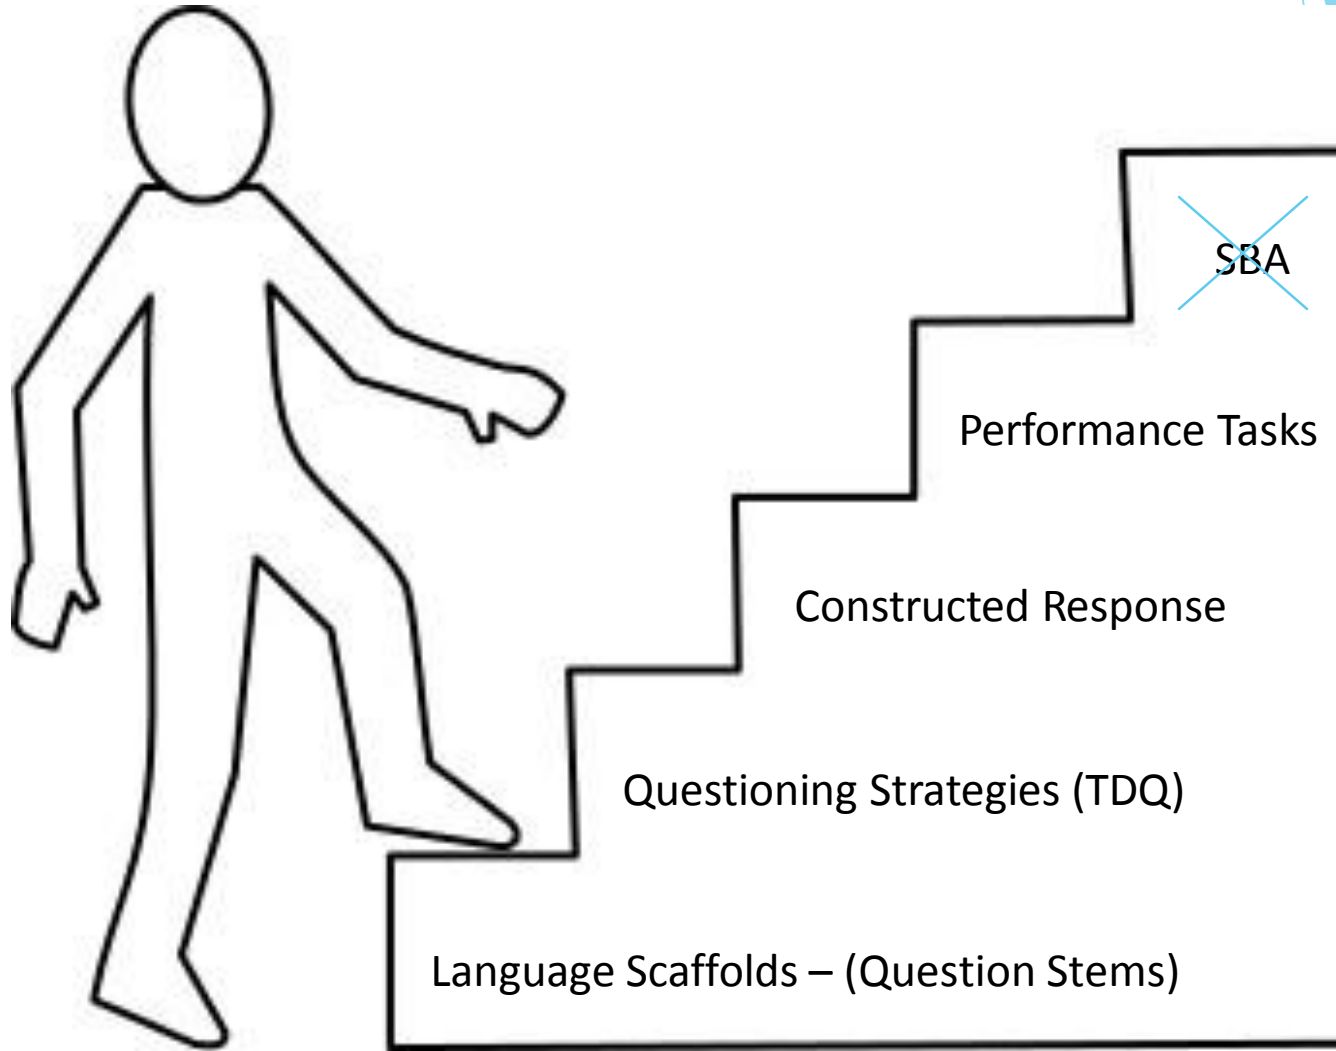 SBA
Performance Tasks
Constructed Response
Questioning Strategies (TDQ)
Language Scaffolds – (Question Stems)